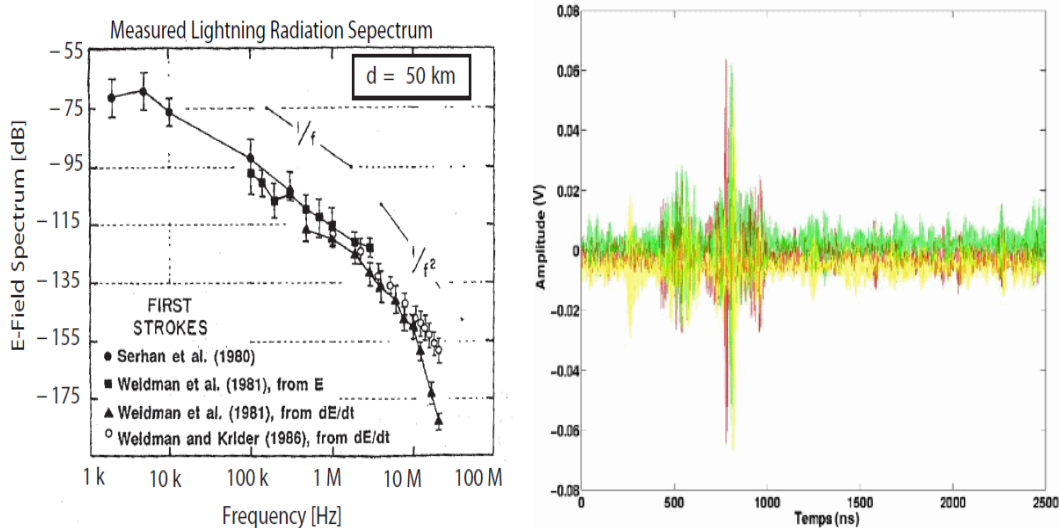 Measured Lightning Radiation Sepectrum
d = 50 km
1/f
1/f²
E-Field Spectrum [dB]
−55
−75
−95
−115
−135
−155
−175
FIRST
STROKES
Serhan et al. (1980)
Weidman et al. (1981), from E
Weidman et al. (1981), from dE/dt
Weidman and Krider (1986), from dE/dt
1 k 10 k 100 k 1 M 10 M 100 M
Frequency [Hz]
Amplitude (V)
0.08
0.06
0.04
0.02
0
−0.02
−0.04
−0.06
−0.08
0 500 1000 1500 2000 2500
Temps (ns)